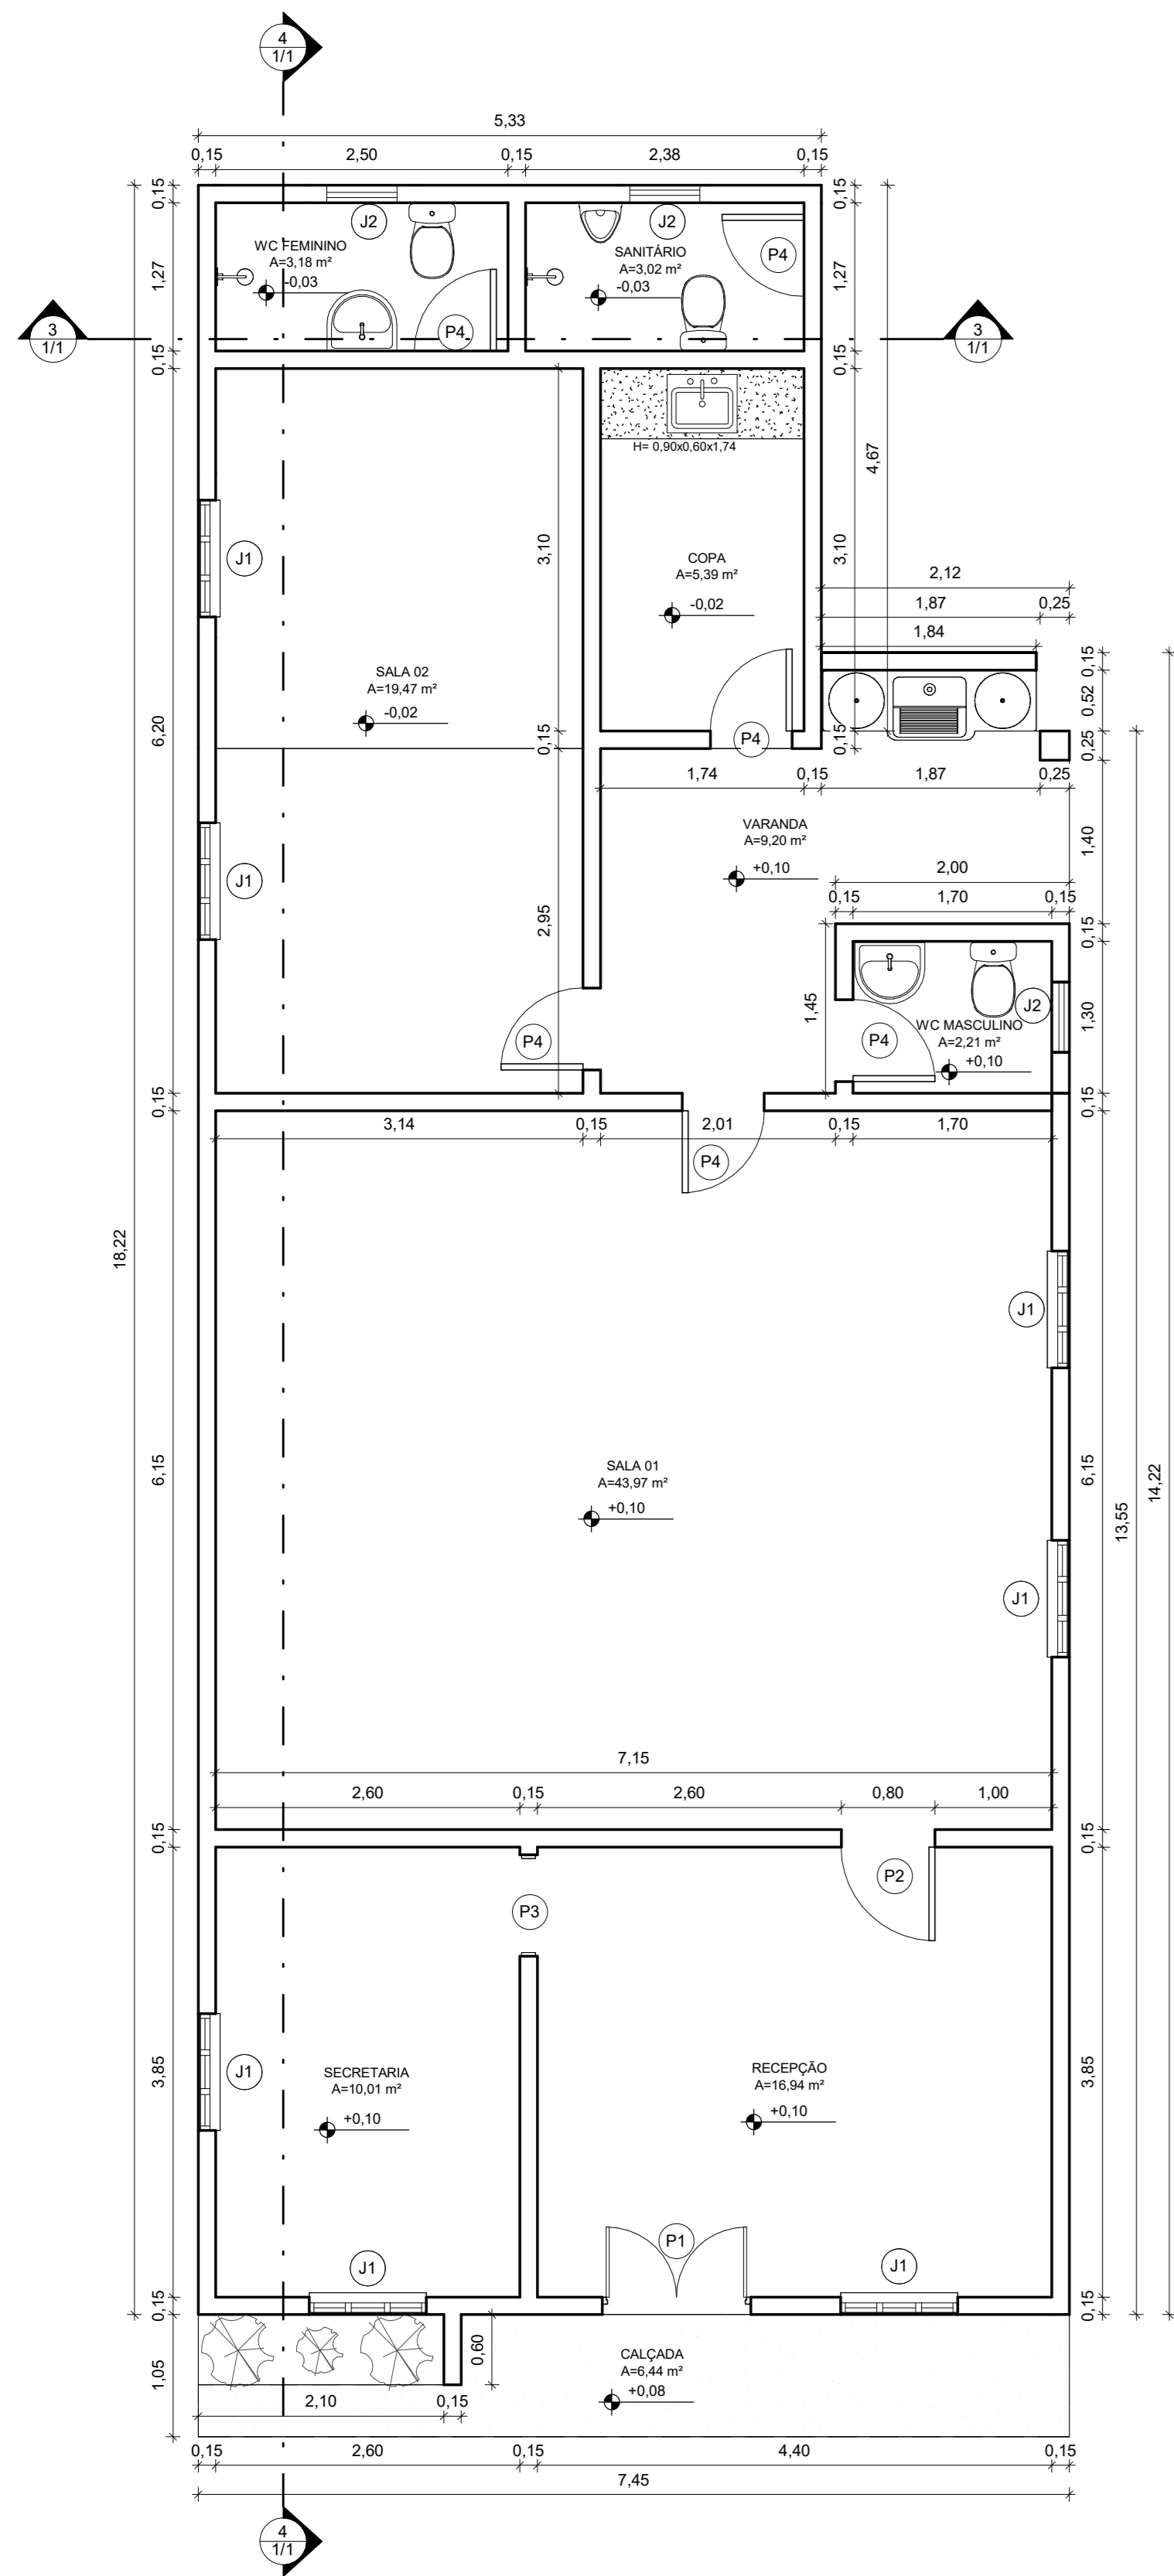 4
1/1
5,33
0,15
2,50
0,15
2,38
0,15
0,15
0,15
J2
J2
WC FEMININO
A=3,18 m²
-0,03
SANITÁRIO
A=3,02 m²
-0,03
P4
1,27
1,27
3
1/1
P4
3
1/1
0,15
0,15
H= 0,90x0,60x1,74
4,67
3,10
3,10
J1
COPA
A=5,39 m²
-0,02
2,12
1,87
0,25
1,84
0,15
SALA 02
A=19,47 m²
-0,02
0,52
6,20
0,15
P4
0,15
0,25
1,74
0,15
1,87
0,25
VARANDA
A=9,20 m²
+0,10
1,40
J1
2,00
0,15
1,70
0,15
2,95
0,15
1,45
J2
1,30
WC MASCULINO
A=2,21 m²
+0,10
P4
P4
0,15
0,15
3,14
0,15
2,01
0,15
1,70
P4
18,22
J1
SALA 01
A=43,97 m²
+0,10
6,15
6,15
14,22
13,55
J1
7,15
2,60
0,15
2,60
0,80
1,00
0,15
0,15
P2
P3
J1
SECRETARIA
A=10,01 m²
+0,10
RECEPÇÃO
A=16,94 m²
+0,10
3,85
3,85
P1
J1
J1
0,15
0,15
1,05
0,60
CALÇADA
A=6,44 m²
+0,08
2,10
0,15
0,15
2,60
0,15
4,40
0,15
7,45
4
1/1